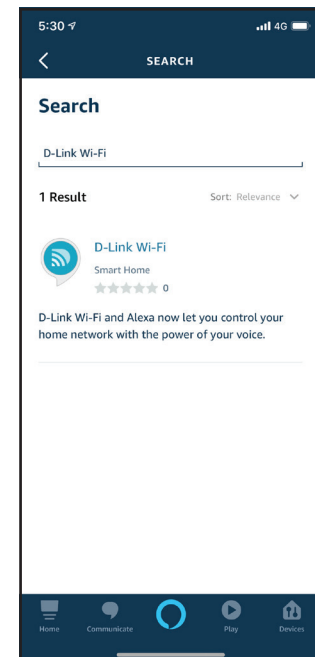 5:30
4G
SEARCH
Search
D-Link Wi-Fi
1 Result
Sort: Relevance
D-Link Wi-Fi
Smart Home
0
D-Link Wi-Fi and Alexa now let you control your
home network with the power of your voice.
Home Communicate Play Devices